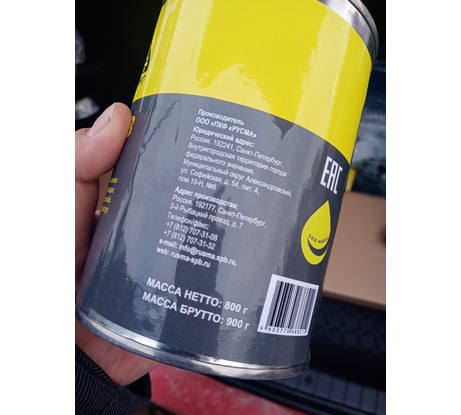 Производитель
ООО «ПКФ «РУСМА»
Юридический адрес:
Россия, 192241, Санкт-Петербург,
Внутригородская территория города
федерального значения,
Муниципальный округ Александровский,
ул. Софийская, д. 54, лит. А,
пом 10-Н, №6
Адрес производства:
Россия, 192177, Санкт-Петербург,
3-й Рыбацкий проезд, д. 7
Телефон/факс:
+7 (812) 707-31-08
+7 (812) 707-31-32
e-mail: info@rusma-spb.ru,
web. rusma-spb.ru
МАССА НЕТТО: 800 г
МАССА БРУТТО: 900 г
EAC